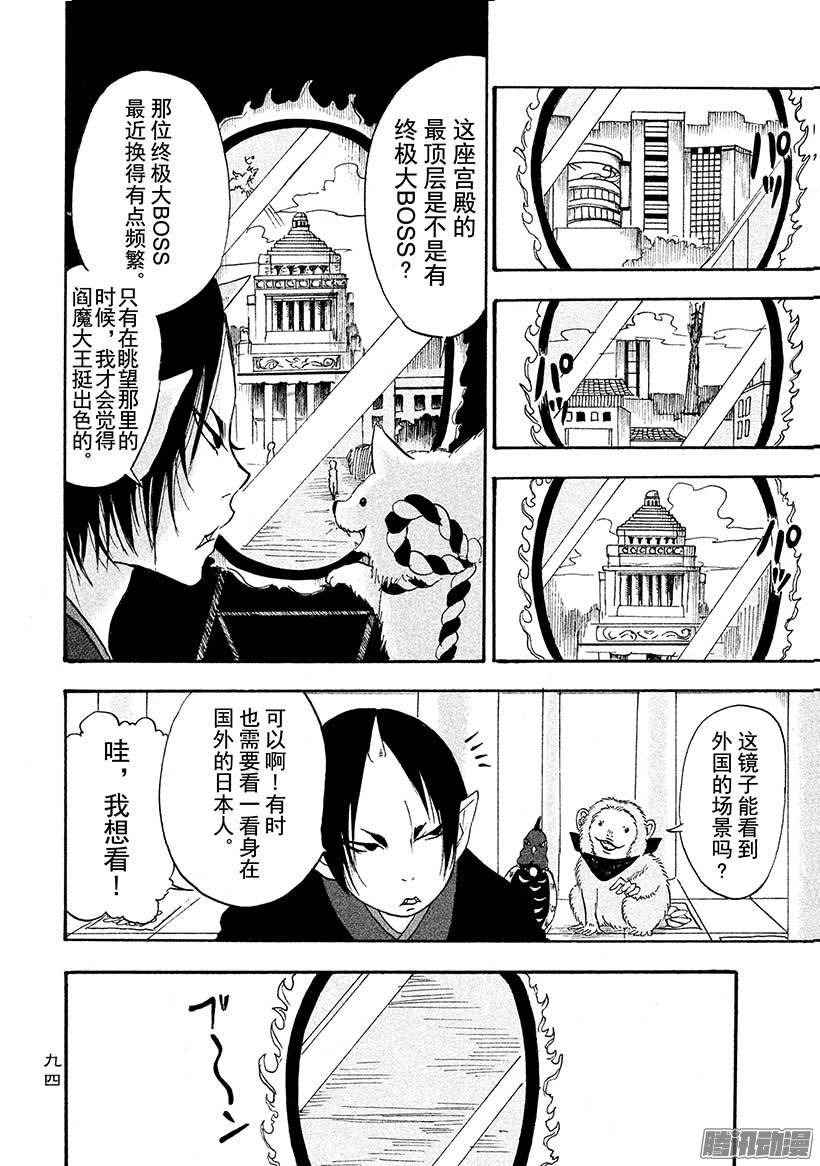 パッ
パッ
这座宫殿的
最顶层是不是有
终极大BOSS？
那位终极大BOSS
最近换得有点频繁。
只有在眺望那里的
时候，我才会觉得
阎魔大王挺出色的。
这镜子能看到
外国的场景吗？
可以啊！有时
也需要看一看身在
国外的日本人。
哇，我想看！
ブーン
九四
腾讯动漫